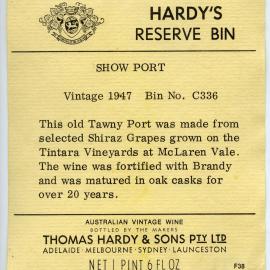 HARDY'S
RESERVE BIN
SHOW PORT
Vintage 1947 Bin No. C336
This old Tawny Port was made from
selected Shiraz Grapes grown on the
Tintara Vineyards at McLaren Vale.
The wine was fortified with Brandy
and was matured in oak casks for
over 20 years.
AUSTRALIAN VINTAGE WINE
BOTTLED BY THE MAKERS
THOMAS HARDY & SONS PTY LTD
ADELAIDE · MELBOURNE · SYDNEY · LAUNCESTON
NET 1 PINT 6 FL OZ
F38